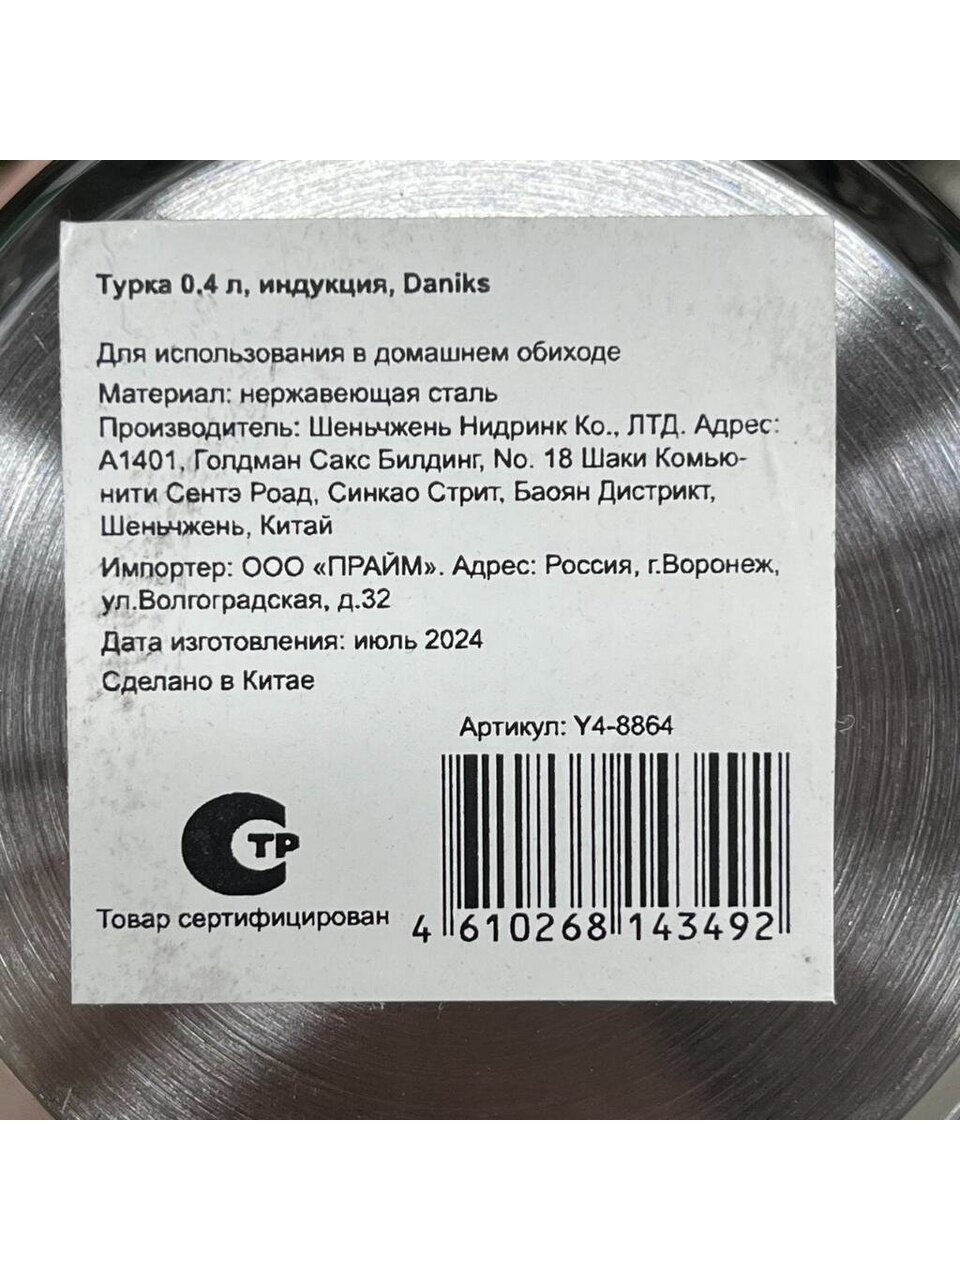 Турка 0.4 л, индукция, Daniks
Для использования в домашнем обиходе
Материал: нержавеющая сталь
Производитель: Шеньчжень Нидринк Ко., ЛТД. Адрес:
А1401, Голдман Сакс Билдинг, No. 18 Шаки Комью-
нити Сентэ Роад, Синкао Стрит, Баоян Дистрикт,
Шеньчжень, Китай
Импортер: ООО «ПРАЙМ». Адрес: Россия, г.Воронеж,
ул.Волгоградская, д.32
Дата изготовления: июль 2024
Сделано в Китае
Артикул: Y4-8864
СТР
Товар сертифицирован
4 610268 143492